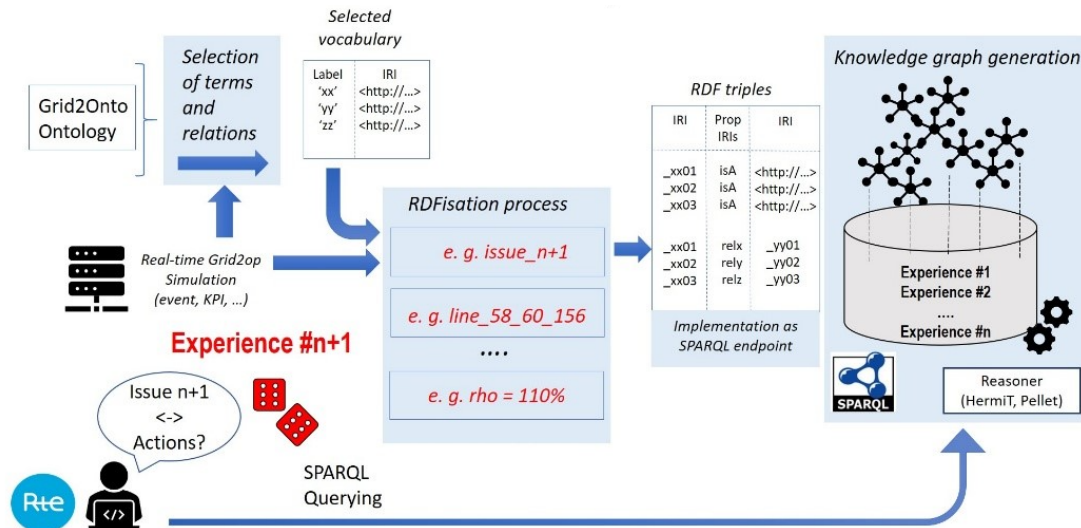 Grid2Onto
Ontology
Selection
of terms
and
relations
Selected
vocabulary
Label IRI
‘xx’ <http://...>
‘yy’ <http://...>
‘zz’ <http://...>
Real-time Grid2op
Simulation
(event, KPI, ...)
Experience #n+1
RDFisation process
e. g. issue_n+1
e. g. line_58_60_156
....
e. g. rho = 110%
RDF triples
IRI Prop IRI
IRIs
_xx01 isA <http://...>
_xx02 isA <http://...>
_xx03 isA <http://...>
_xx01 relx _yy01
_xx02 rely _yy02
_xx03 relz _yy03
Implementation as
SPARQL endpoint
Knowledge graph generation
Experience #1
Experience #2
....
Experience #n
SPARQL
Reasoner
(HermiT, Pellet)
Issue n+1
<->
Actions?
Rte
</>
SPARQL
Querying